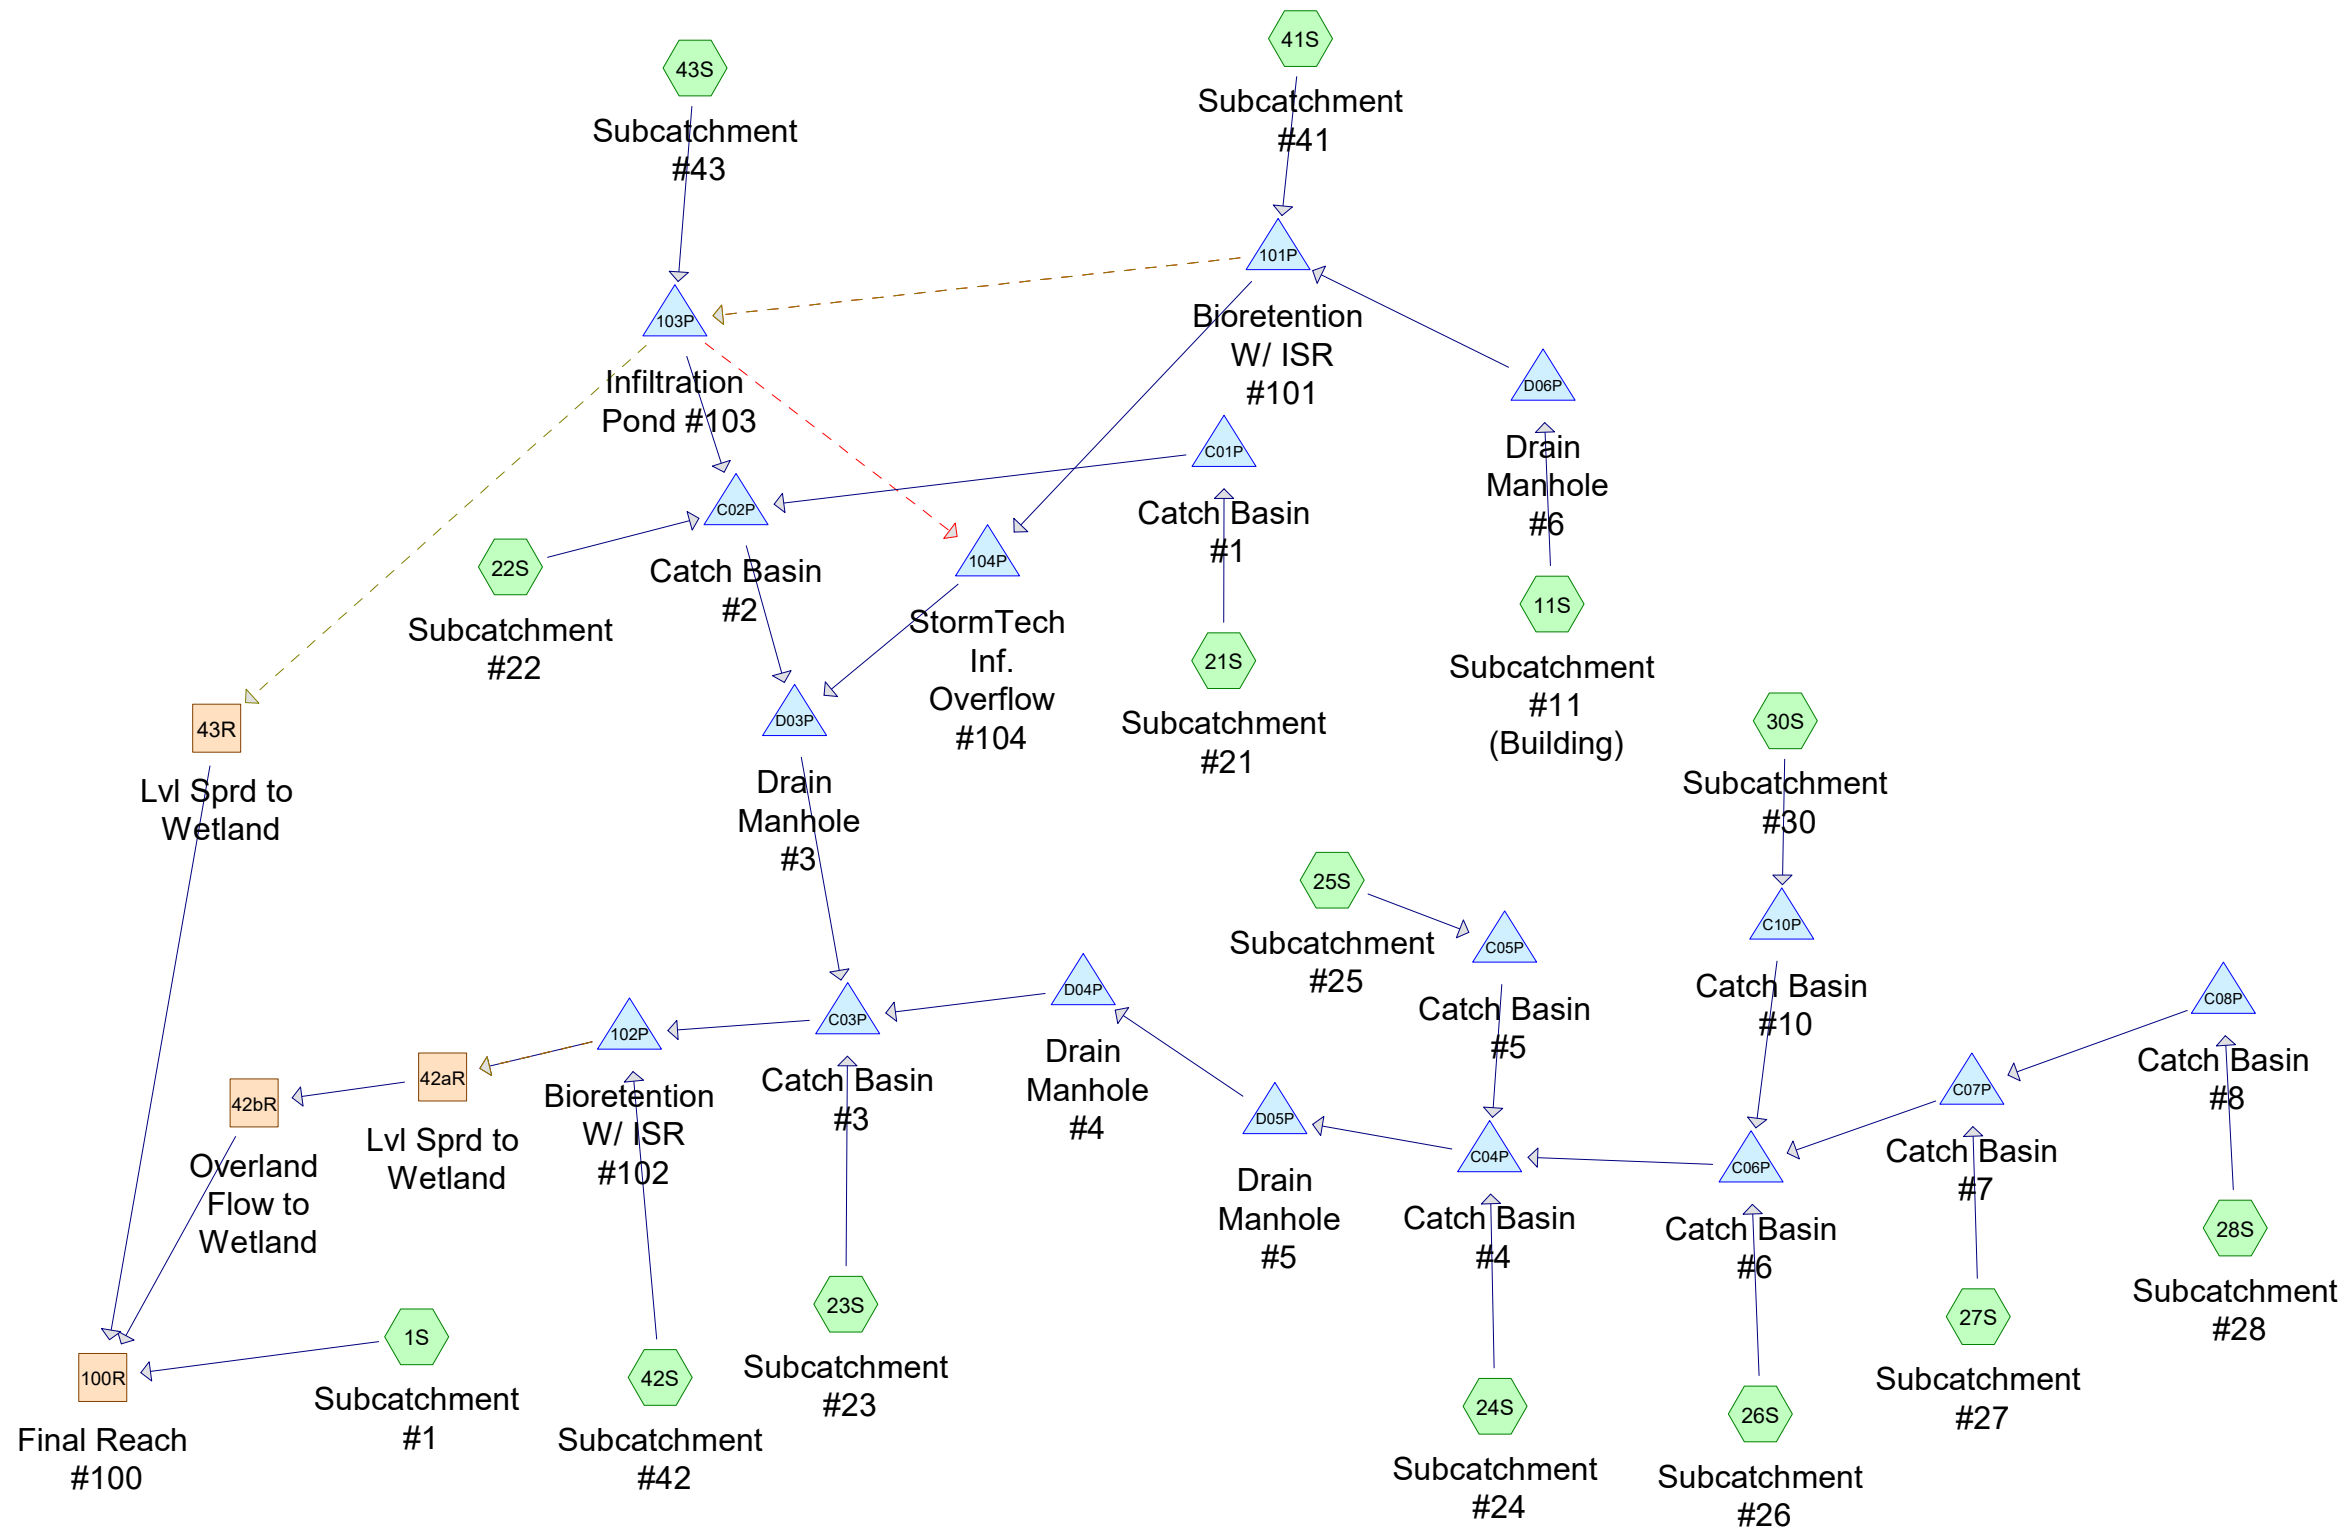 41S
Subcatchment
#41
43S
Subcatchment
#43
101P
Bioretention
W/ ISR
#101
103P
Infiltration
Pond #103
D06P
Drain
Manhole
#6
C01P
Catch Basin
#1
C02P
Catch Basin
#2
104P
StormTech
Inf.
Overflow
#104
22S
Subcatchment
#22
11S
Subcatchment
#11
(Building)
21S
Subcatchment
#21
43R
Lvl Sprd to
Wetland
D03P
Drain
Manhole
#3
30S
Subcatchment
#30
25S
Subcatchment
#25
C05P
Catch Basin
#5
C10P
Catch Basin
#10
C08P
Catch Basin
#8
D04P
Drain
Manhole
#4
C03P
Catch Basin
#3
102P
Bioretention
W/ ISR
#102
42aR
Lvl Sprd to
Wetland
42bR
Overland
Flow to
Wetland
D05P
Drain
Manhole
#5
C04P
Catch Basin
#4
C06P
Catch Basin
#6
C07P
Catch Basin
#7
28S
Subcatchment
#28
27S
Subcatchment
#27
23S
Subcatchment
#23
1S
Subcatchment
#1
100R
Final Reach
#100
42S
Subcatchment
#42
24S
Subcatchment
#24
26S
Subcatchment
#26